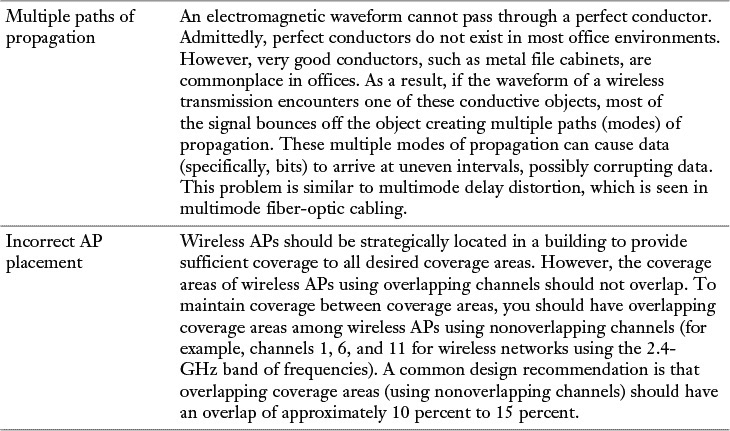 Multiple paths of
propagation
An electromagnetic waveform cannot pass through a perfect conductor.
Admittedly, perfect conductors do not exist in most office environments.
However, very good conductors, such as metal file cabinets, are
commonplace in offices. As a result, if the waveform of a wireless
transmission encounters one of these conductive objects, most of
the signal bounces off the object creating multiple paths (modes) of
propagation. These multiple modes of propagation can cause data
(specifically, bits) to arrive at uneven intervals, possibly corrupting data.
This problem is similar to multimode delay distortion, which is seen in
multimode fiber-optic cabling.
Incorrect AP
placement
Wireless APs should be strategically located in a building to provide
sufficient coverage to all desired coverage areas. However, the coverage
areas of wireless APs using overlapping channels should not overlap. To
maintain coverage between coverage areas, you should have overlapping
coverage areas among wireless APs using nonoverlapping channels (for
example, channels 1, 6, and 11 for wireless networks using the 2.4-
GHz band of frequencies). A common design recommendation is that
overlapping coverage areas (using nonoverlapping channels) should have
an overlap of approximately 10 percent to 15 percent.